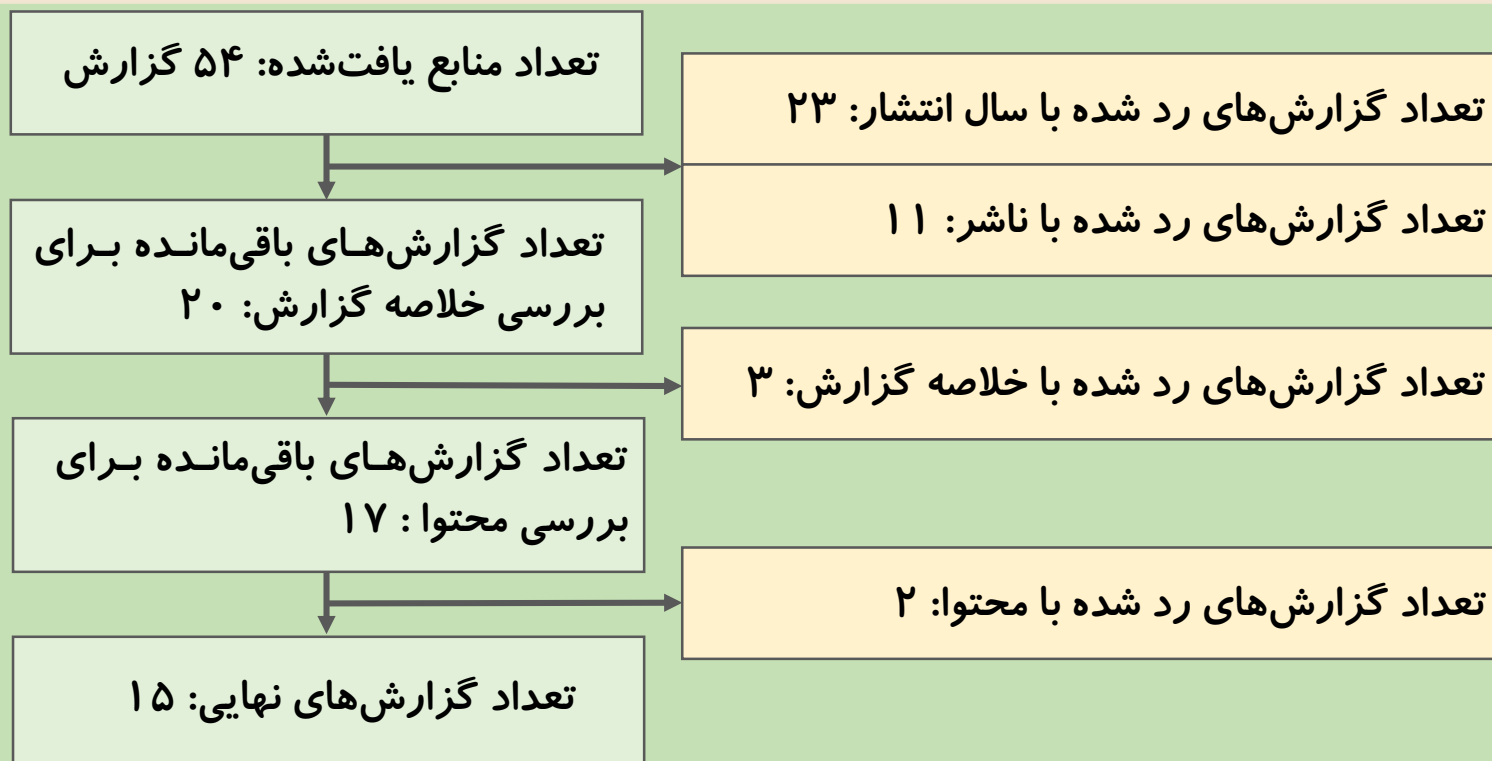 تعداد منابع یافت‌شده: ۵۴ گزارش
تعداد گزارش‌های رد شده با سال انتشار: ۲۳
تعداد گزارش‌های رد شده با ناشر: ۱۱
تعداد گزارش‌های باقی‌مانده برای
بررسی خلاصه گزارش: ۲۰
تعداد گزارش‌های رد شده با خلاصه گزارش: ۳
تعداد گزارش‌های باقی‌مانده برای
بررسی محتوا : ۱۷
تعداد گزارش‌های رد شده با محتوا: ۲
تعداد گزارش‌های نهایی: ۱۵